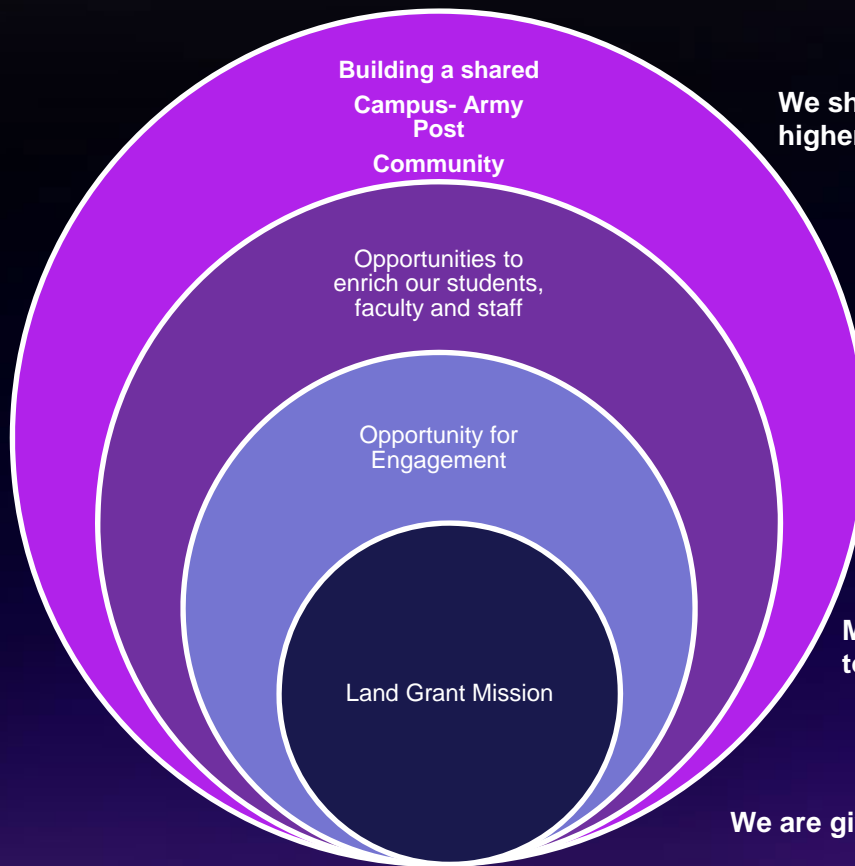 Building a shared
Campus- Army
Post
Community
We sh
higher
Opportunities to
enrich our students,
faculty and staff
Opportunity for
Engagement
M
to
Land Grant Mission
We are gi